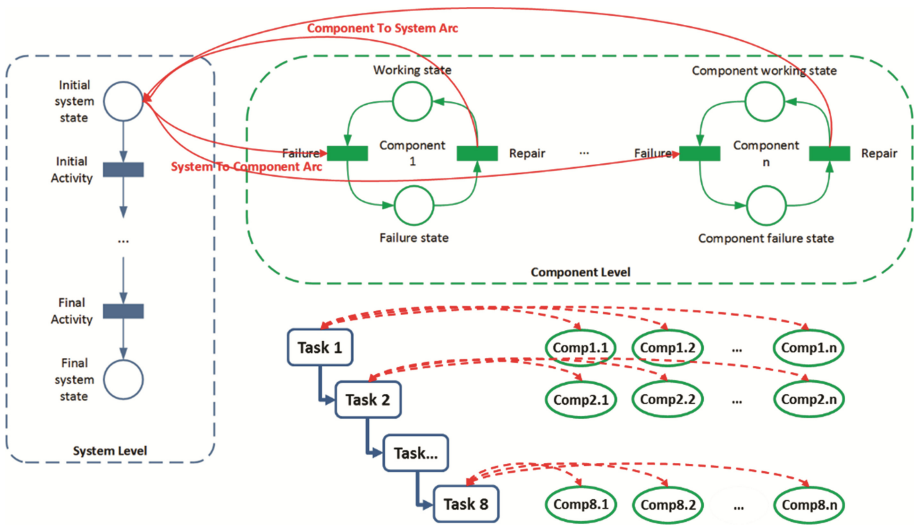 Component To System Arc
Initial
system
state
Initial
Activity
...
Final
Activity
Final
system
state
System Level
Working state
Failure
Component
1
Repair
Failure state
System To Component Arc
...
Component working state
Failure
Component
n
Repair
Component failure state
Component Level
Task 1
Comp1.1
Comp1.2
...
Comp1.n
Task 2
Comp2.1
Comp2.2
...
Comp2.n
Task...
Task 8
Comp8.1
Comp8.2
...
Comp8.n